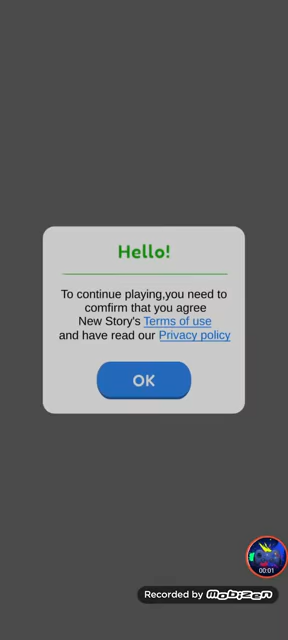 Hello!
To continue playing,you need to
comfirm that you agree
New Story's Terms of use
and have read our Privacy policy
OK
00:01
Recorded by MOBIZEN